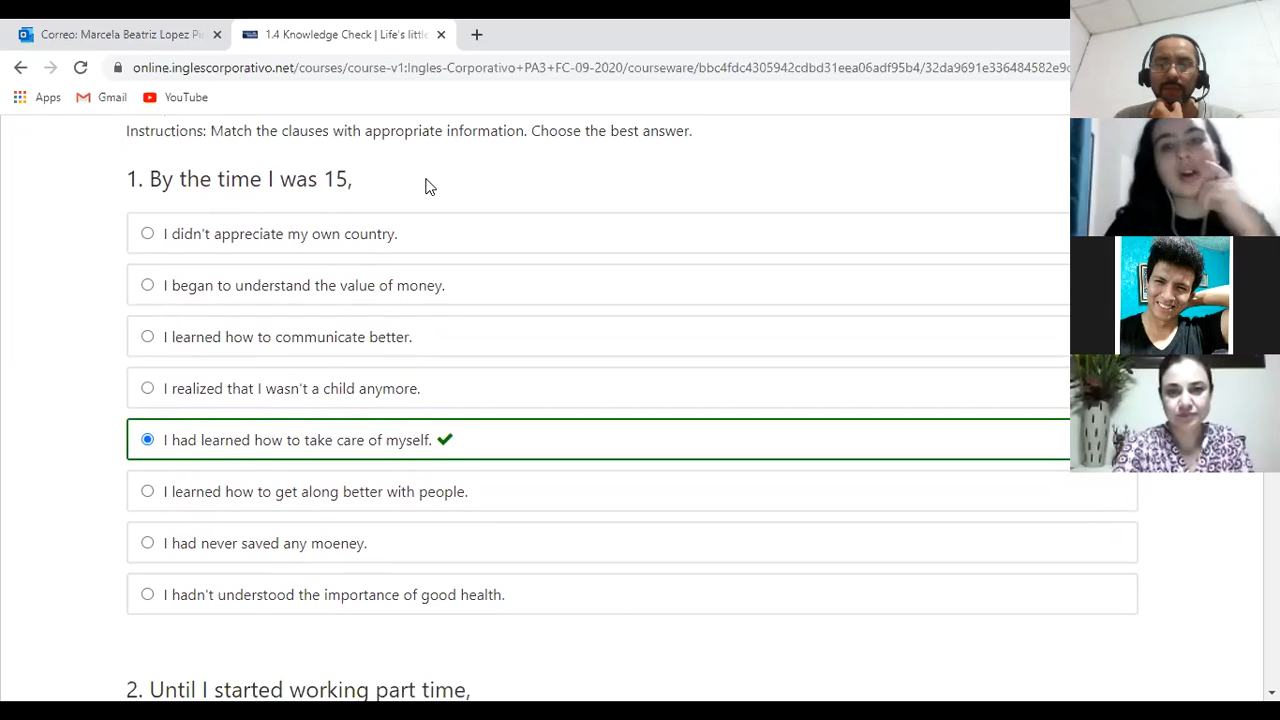 Correo: Marcela Beatriz Lopez Pi
1.4 Knowledge Check | Life's little
online.inglescorporativo.net/courses/course-v1:Ingles-Corporativo+PA3+FC-09-2020/courseware/bbc4fdc4305942cdbd31eea06adf95b4/32da9691e336484582e9c
Apps Gmail YouTube
Instructions: Match the clauses with appropriate information. Choose the best answer.
1. By the time I was 15,
I didn't appreciate my own country.
I began to understand the value of money.
I learned how to communicate better.
I realized that I wasn't a child anymore.
I had learned how to take care of myself.
I learned how to get along better with people.
I had never saved any moeney.
I hadn't understood the importance of good health.
2. Until I started working part time,